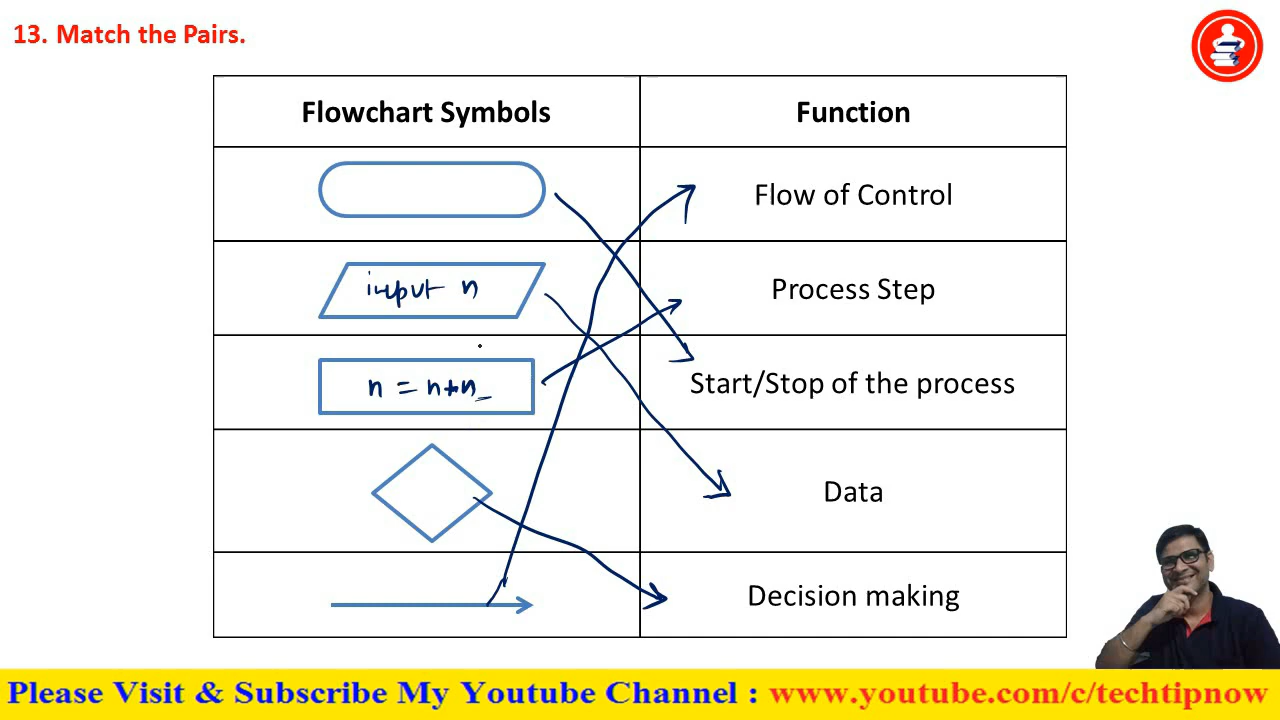 13. Match the Pairs.
Flowchart Symbols Function
Flow of Control
input n Process Step
n = n*n Start/Stop of the process
Data
Decision making
Please Visit & Subscribe My Youtube Channel : www.youtube.com/c/techtipnow